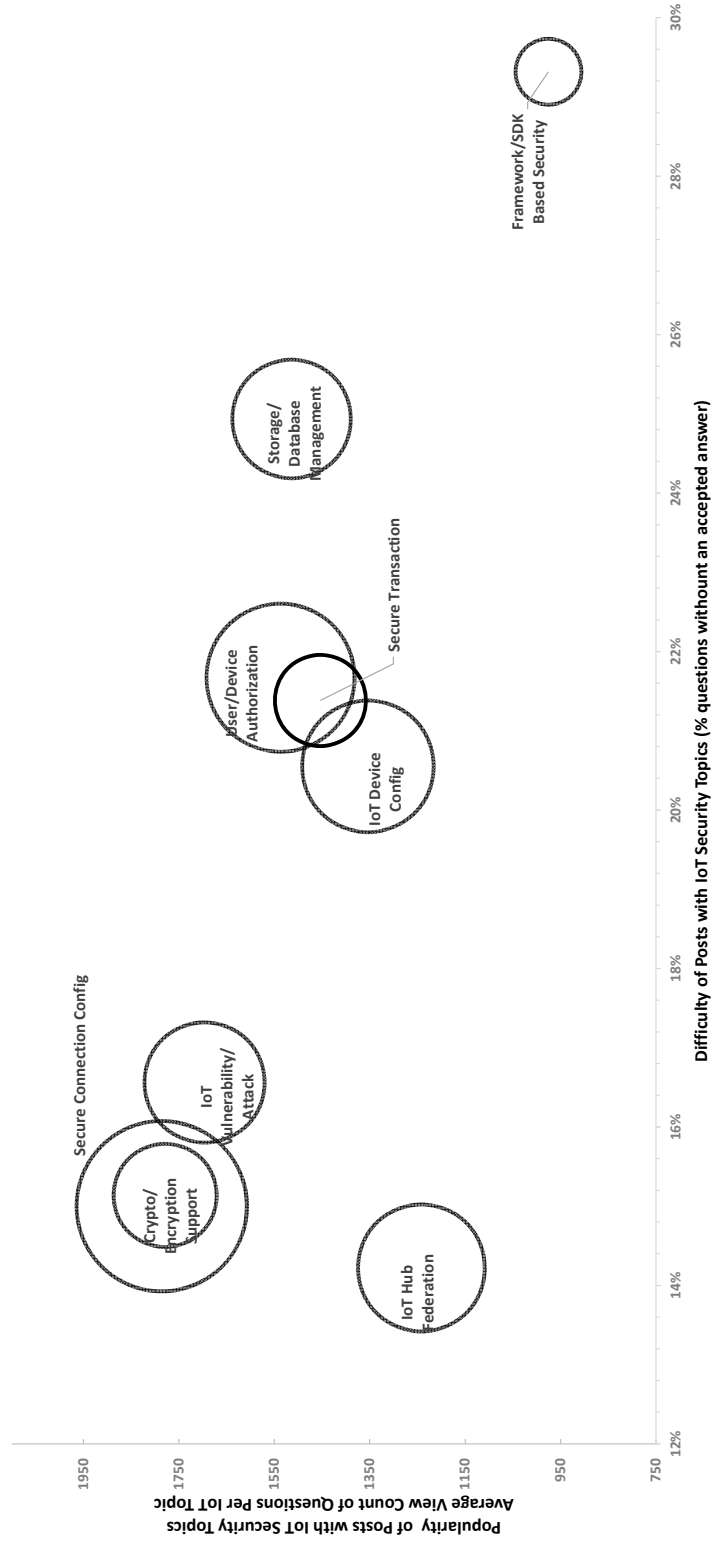 Popularity of Posts with IoT Security Topics
Average View Count of Questions Per IoT Topic
1950
1750
1550
1350
1150
950
750
Secure Connection Config
Crypto/
Encryption
Support
IoT
Vulnerability/
Attack
IoT Hub
Federation
User/Device
Authorization
Secure Transaction
IoT Device
Config
Storage/
Database
Management
Framework/SDK
Based Security
12%
14%
16%
18%
20%
22%
24%
26%
28%
30%
Difficulty of Posts with IoT Security Topics (% questions withount an accepted answer)